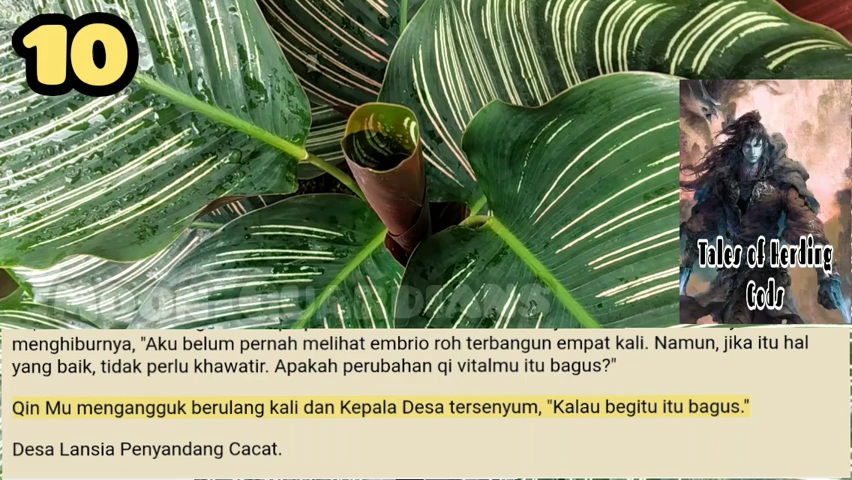 10
Tales of Herding
Gods
menghiburnya, "Aku belum pernah melihat embrio roh terbangun empat kali. Namun, jika itu hal
yang baik, tidak perlu khawatir. Apakah perubahan qi vitalmu itu bagus?"
Qin Mu mengangguk berulang kali dan Kepala Desa tersenyum, "Kalau begitu itu bagus."
Desa Lansia Penyandang Cacat.